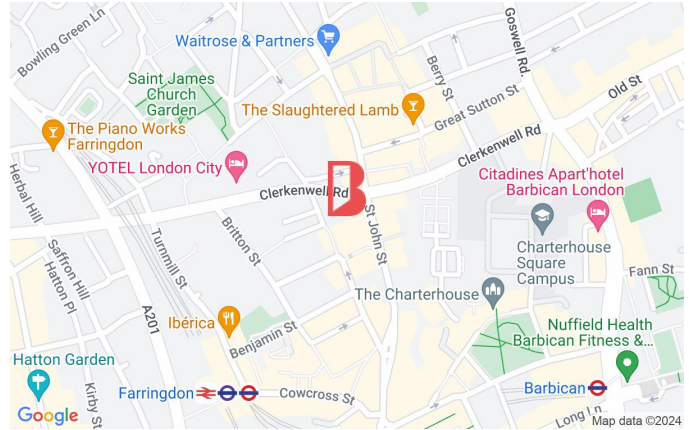 Bowling Green Ln
Waitrose & Partners
Goswell Rd.
Saint James
Church
Garden
Berry St
Old St
The Slaughtered Lamb
Great Sutton St
The Piano Works
Farringdon
Clerkenwell Rd
YOTEL London City
Citadines Apart'hotel
Barbican London
Herbal Hill
Clerkenwell Rd
B
St John St
Charterhouse
Square
Campus
Saffron Hill
Hatton Pl
Turnmill St
Britton St
A201
Fann St
The Charterhouse
Ibérica
Benjamin St
Nuffield Health
Barbican Fitness &...
Hatton Garden
Kirby St
Farringdon
Cowcross St
Barbican
Long Ln
Google
Map data ©2024